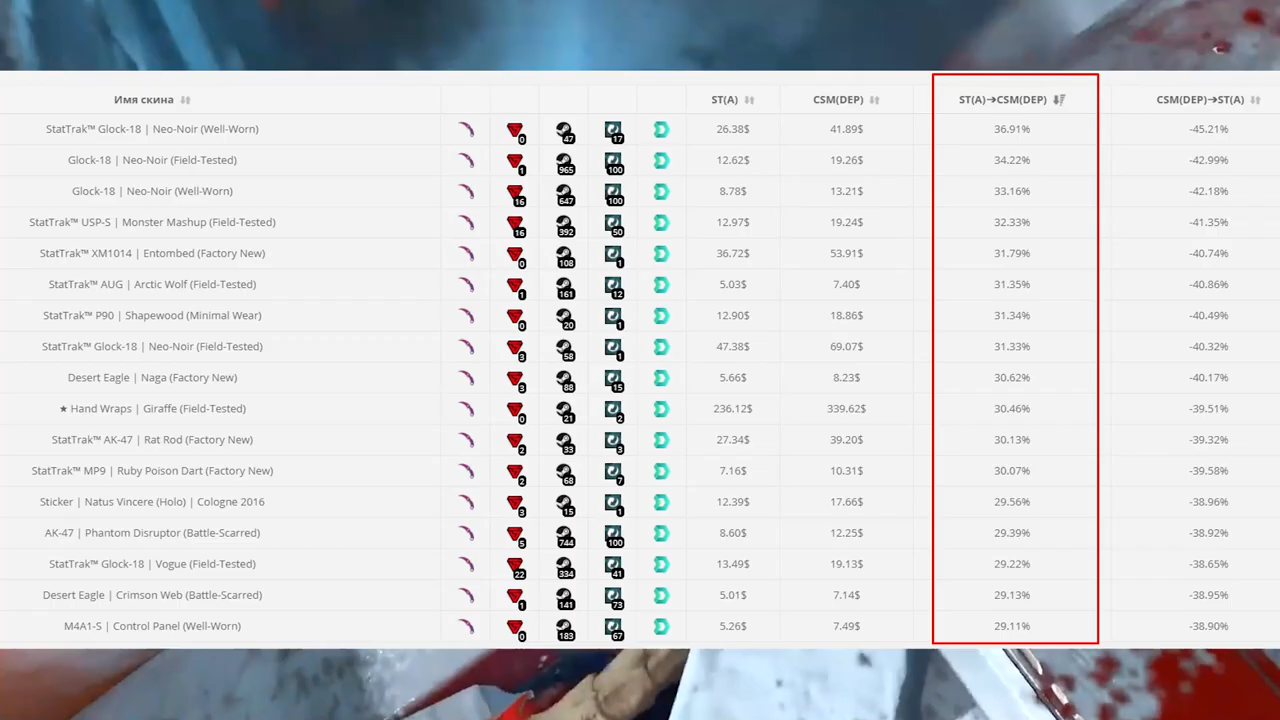 Имя скина ST(A) CSM(DEP) ST(A)➔CSM(DEP) CSM(DEP)➔ST(A)
StatTrak™ Glock-18 | Neo-Noir (Well-Worn) 0 47 17 26.38$ 41.89$ 36.91% -45.21%
Glock-18 | Neo-Noir (Field-Tested) 1 965 100 12.62$ 19.26$ 34.22% -42.99%
Glock-18 | Neo-Noir (Well-Worn) 16 647 100 8.78$ 13.21$ 33.16% -42.18%
StatTrak™ USP-S | Monster Mashup (Field-Tested) 16 392 50 12.97$ 19.24$ 32.33% -41.35%
StatTrak™ XM1014 | Entombed (Factory New) 0 108 1 36.72$ 53.91$ 31.79% -40.74%
StatTrak™ AUG | Arctic Wolf (Field-Tested) 1 161 12 5.03$ 7.40$ 31.35% -40.86%
StatTrak™ P90 | Shapewood (Minimal Wear) 0 20 1 12.90$ 18.86$ 31.34% -40.49%
StatTrak™ Glock-18 | Neo-Noir (Field-Tested) 3 58 1 47.38$ 69.07$ 31.33% -40.32%
Desert Eagle | Naga (Factory New) 3 88 15 5.66$ 8.23$ 30.62% -40.17%
★ Hand Wraps | Giraffe (Field-Tested) 0 21 2 236.12$ 339.62$ 30.46% -39.51%
StatTrak™ AK-47 | Rat Rod (Factory New) 2 33 3 27.34$ 39.20$ 30.13% -39.32%
StatTrak™ MP9 | Ruby Poison Dart (Factory New) 2 68 7 7.16$ 10.31$ 30.07% -39.58%
Sticker | Natus Vincere (Holo) | Cologne 2016 3 15 1 12.39$ 17.66$ 29.56% -38.96%
AK-47 | Phantom Disruptor (Battle-Scarred) 5 744 100 8.60$ 12.25$ 29.39% -38.92%
StatTrak™ Glock-18 | Vogue (Field-Tested) 22 334 41 13.49$ 19.13$ 29.22% -38.65%
Desert Eagle | Crimson Web (Battle-Scarred) 1 141 73 5.01$ 7.14$ 29.13% -38.95%
M4A1-S | Control Panel (Well-Worn) 0 183 67 5.26$ 7.49$ 29.11% -38.90%